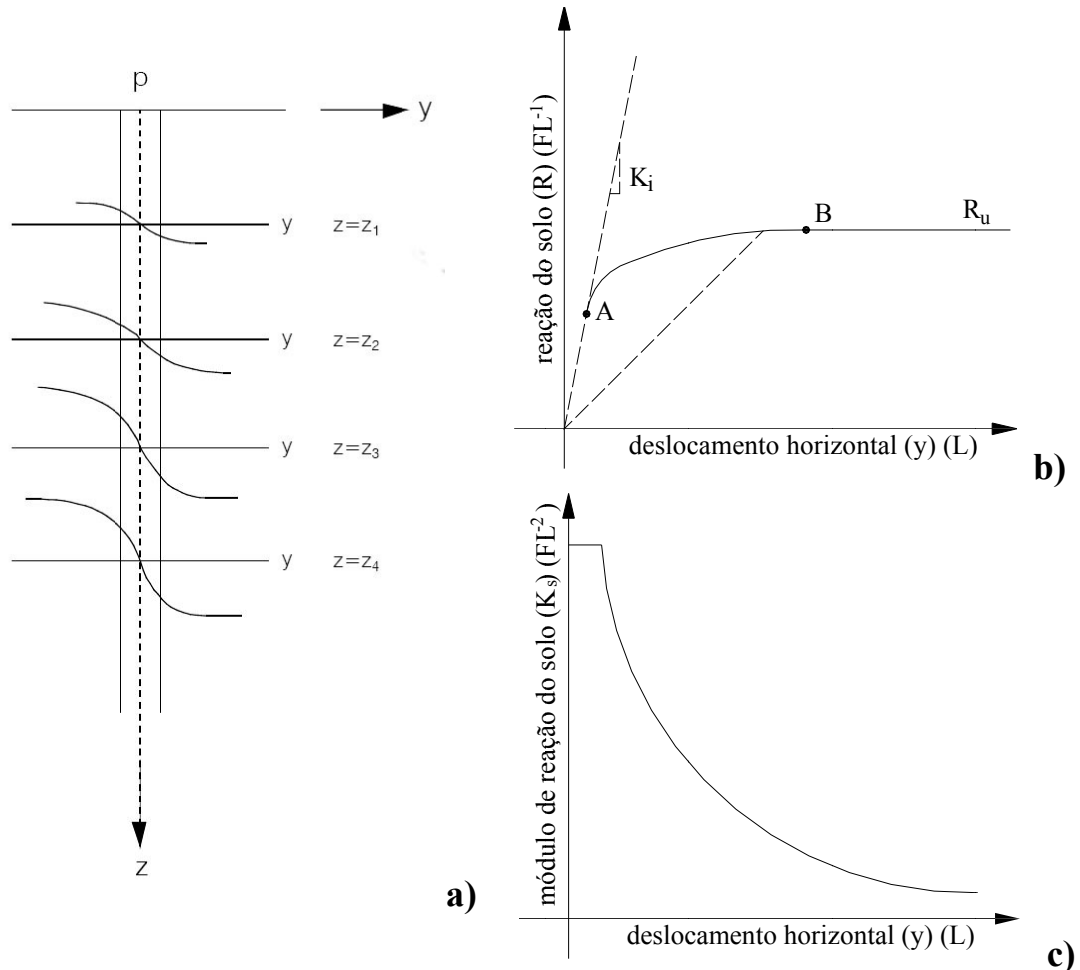 p
y
y z=z₁
y z=z₂
y z=z₃
y z=z₄
z
a)
reação do solo (R) (FL⁻¹)
Kᵢ
A
B
Rᵤ
deslocamento horizontal (y) (L)
b)
módulo de reação do solo (Kₛ) (FL⁻²)
deslocamento horizontal (y) (L)
c)